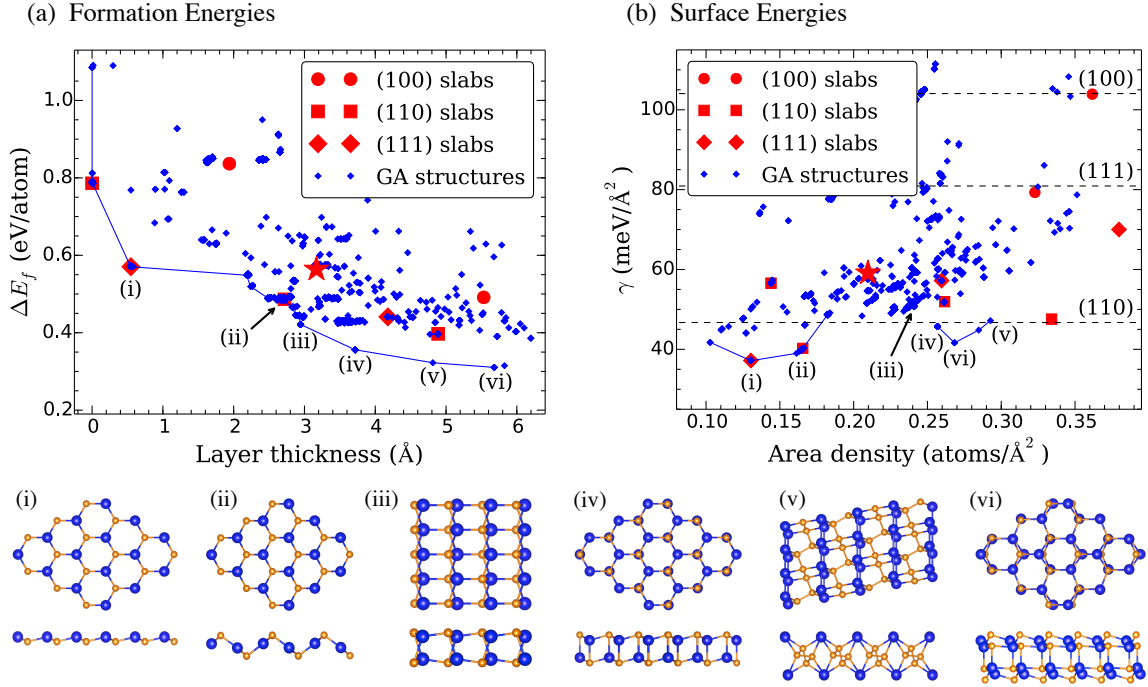 (a) Formation Energies
(b) Surface Energies
ΔE_f (eV/atom)
1.0
0.8
0.6
0.4
0.2
0 1 2 3 4 5 6
Layer thickness (Å)
(100) slabs
(110) slabs
(111) slabs
GA structures
(i)
(ii)
(iii)
(iv)
(v)
(vi)
γ (meV/Å²)
100
80
60
40
0.10 0.15 0.20 0.25 0.30 0.35
Area density (atoms/Å²)
(100) slabs
(110) slabs
(111) slabs
GA structures
(100)
(111)
(110)
(i)
(ii)
(iii)
(iv)
(vi)
(v)
(i)
(ii)
(iii)
(iv)
(v)
(vi)